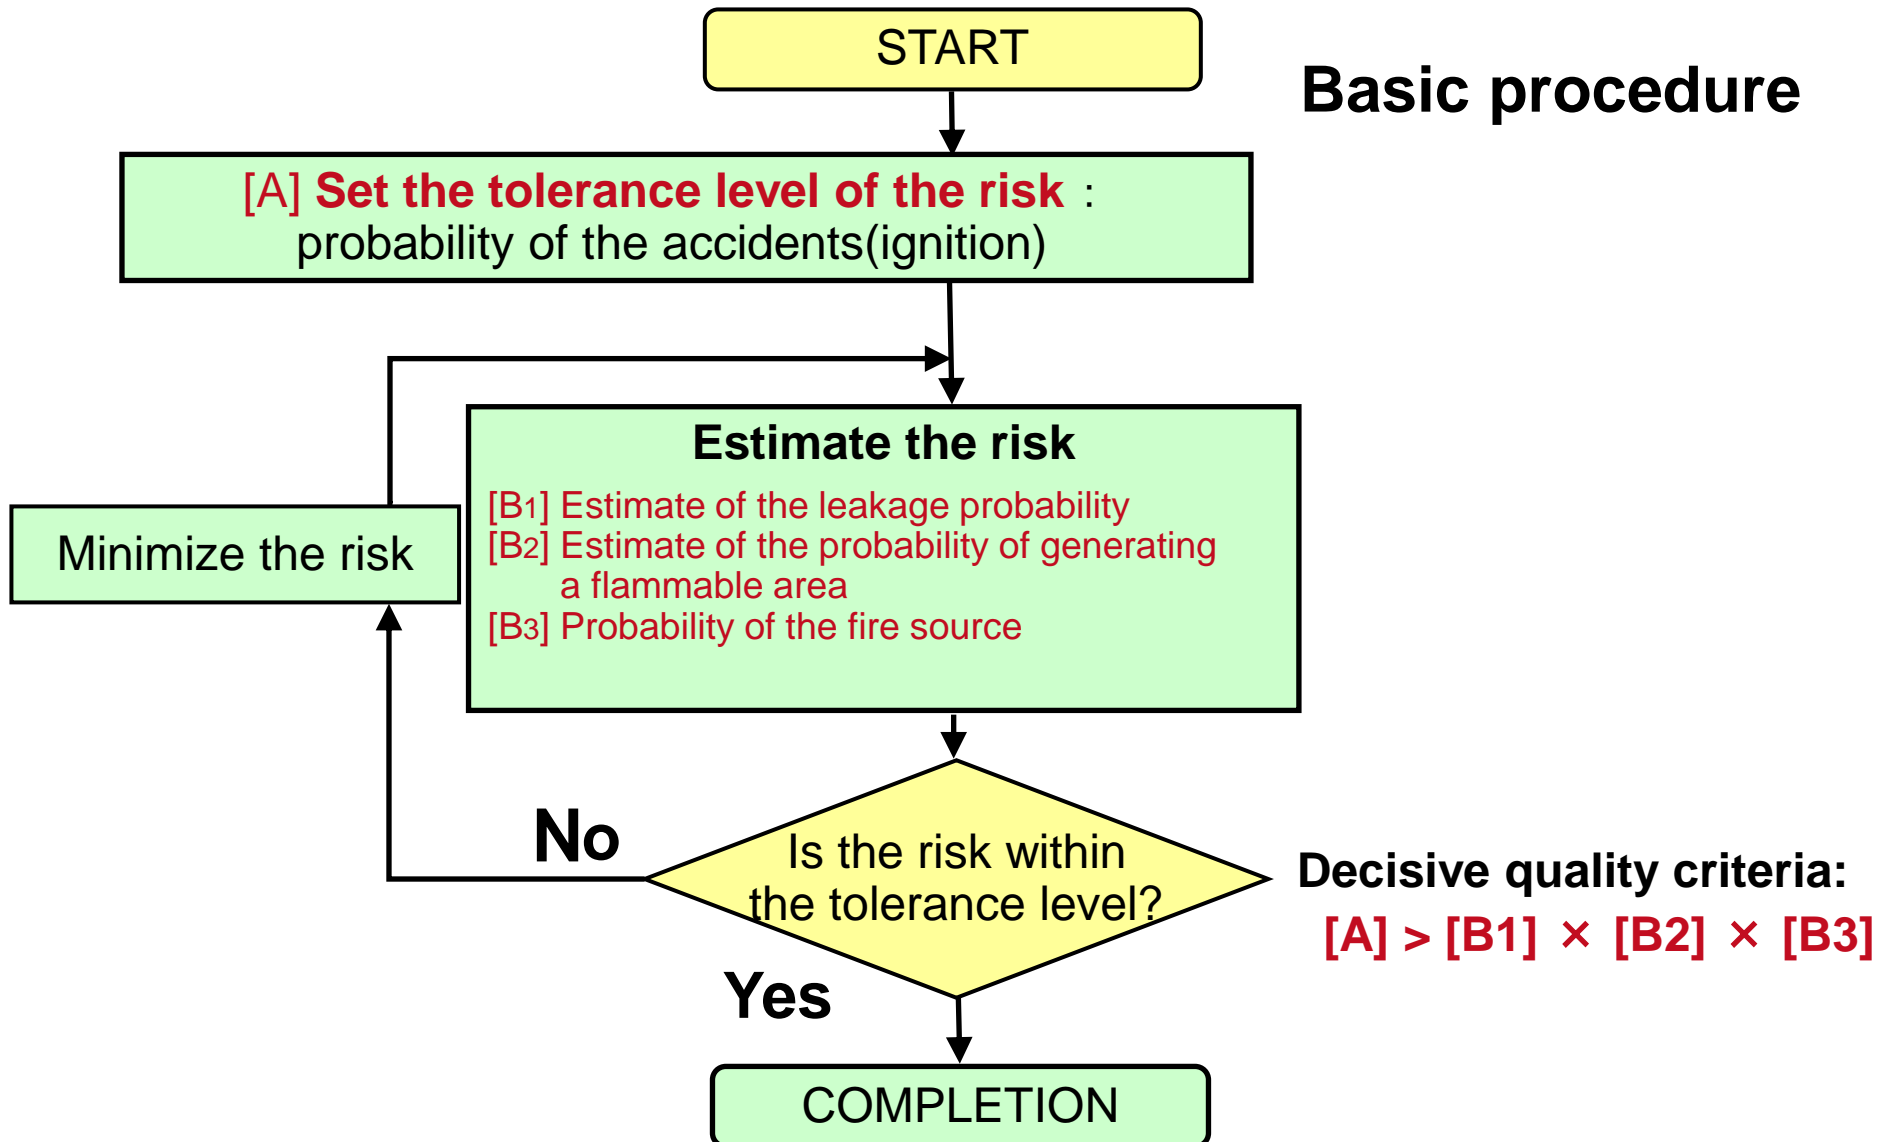 START
Basic procedure
[A] Set the tolerance level of the risk :
probability of the accidents(ignition)
Estimate the risk
[B1] Estimate of the leakage probability
[B2] Estimate of the probability of generating
a flammable area
[B3] Probability of the fire source
Minimize the risk
No
Is the risk within
the tolerance level?
Decisive quality criteria:
[A] > [B1] × [B2] × [B3]
Yes
COMPLETION